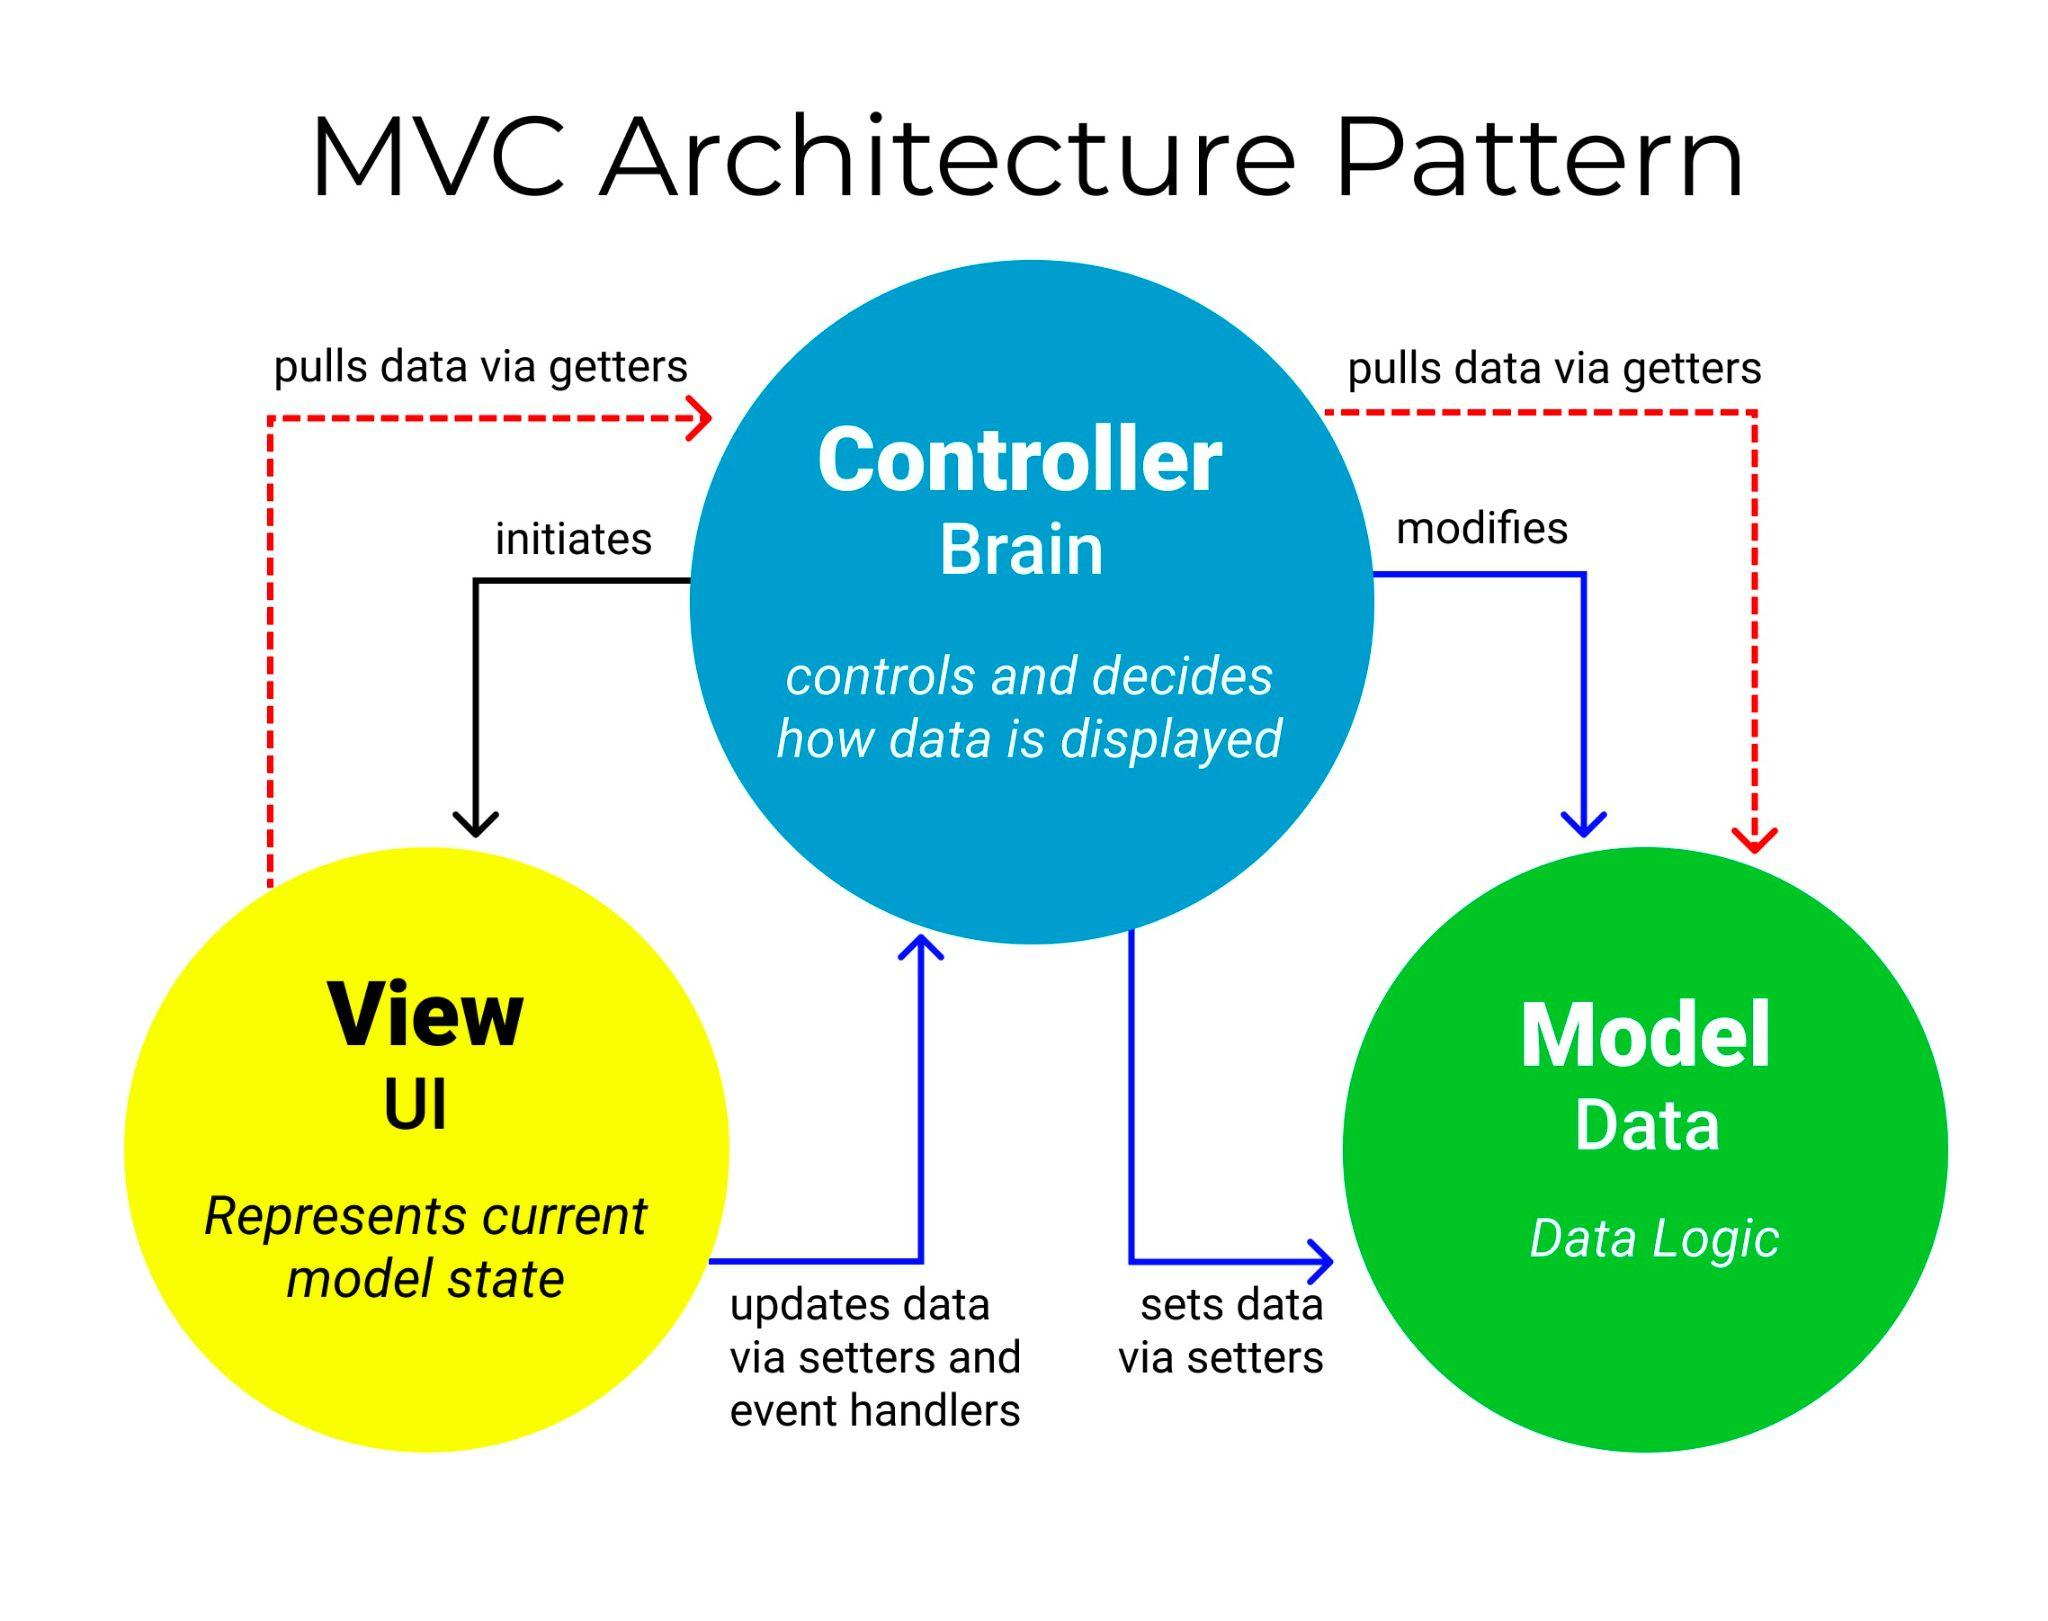 MVC Architecture Pattern
pulls data via getters
pulls data via getters
Controller
Brain
initiates
modifies
controls and decides
how data is displayed
View
UI
Represents current
model state
Model
Data
Data Logic
updates data
via setters and
event handlers
sets data
via setters